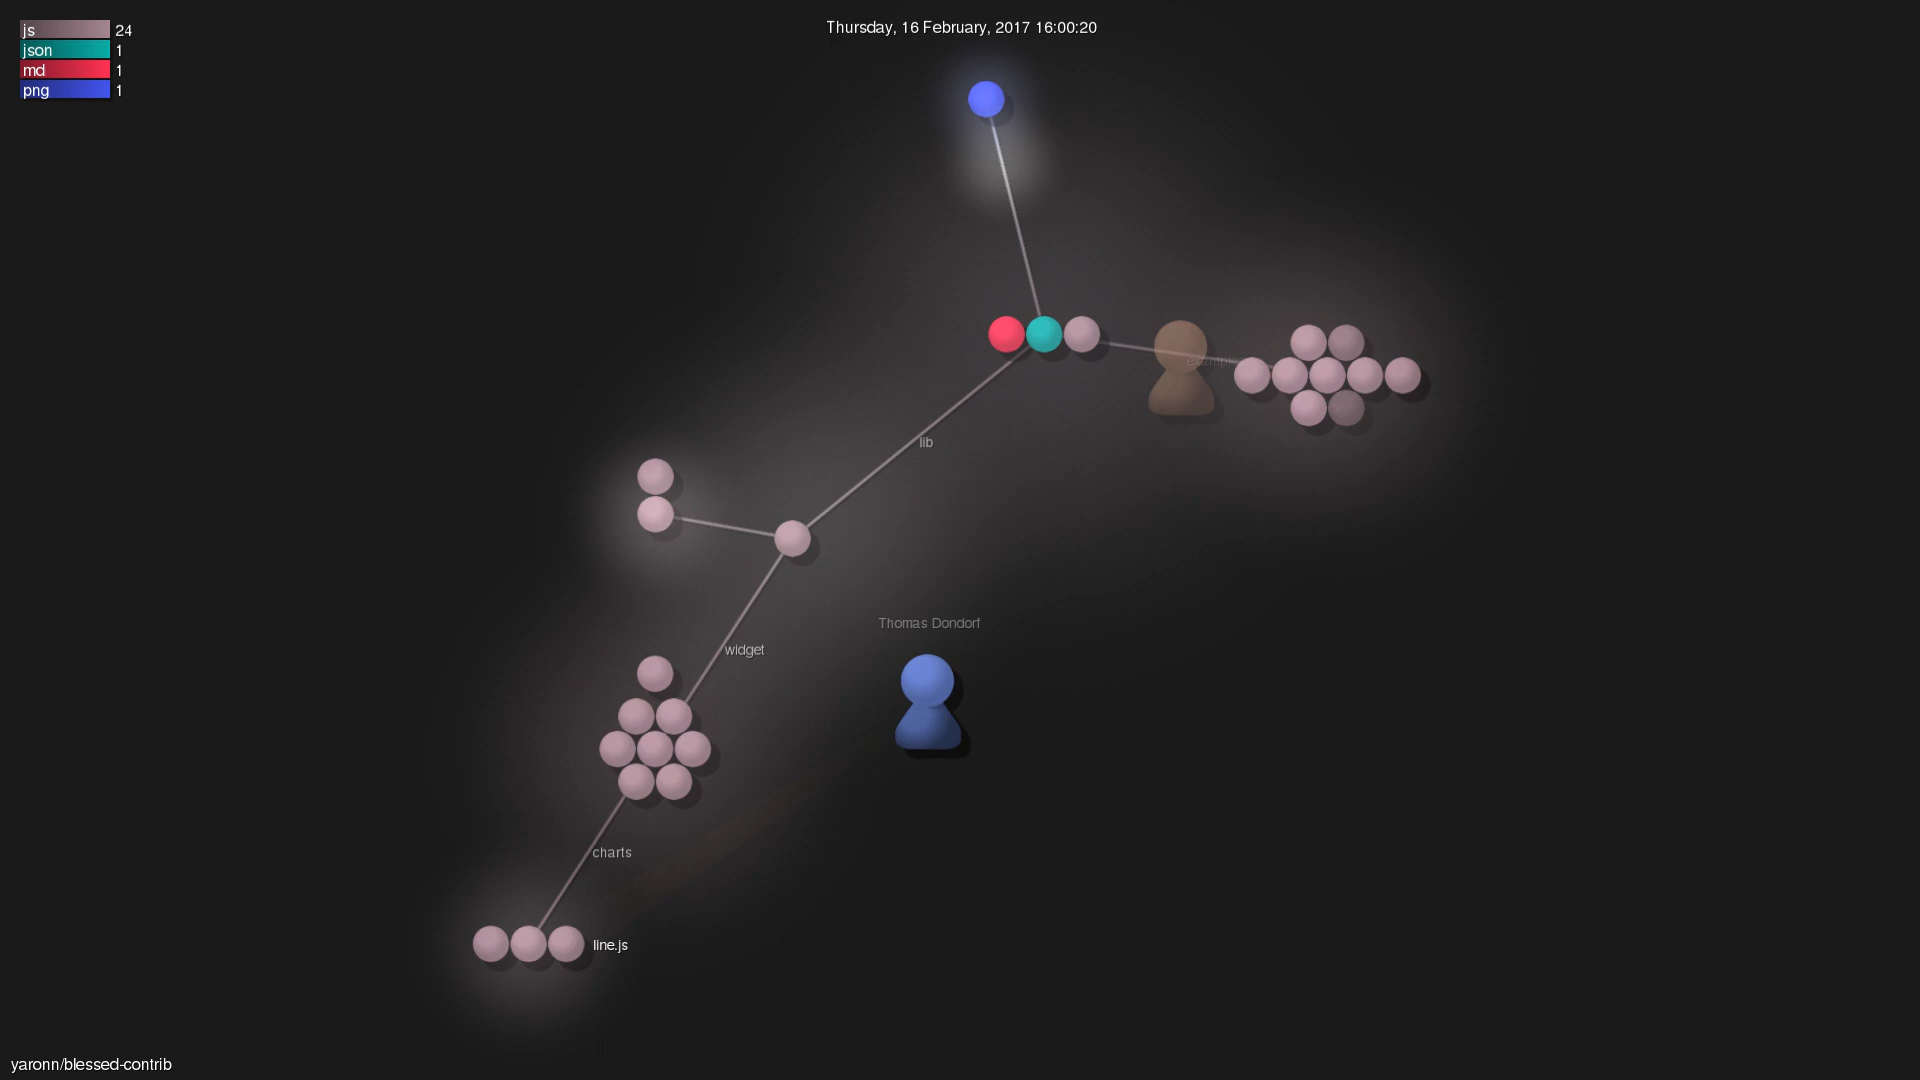 js 24
json 1
md 1
png 1
Thursday, 16 February, 2017 16:00:20
lib
Thomas Dondorf
widget
charts
line.js
yaronn/blessed-contrib